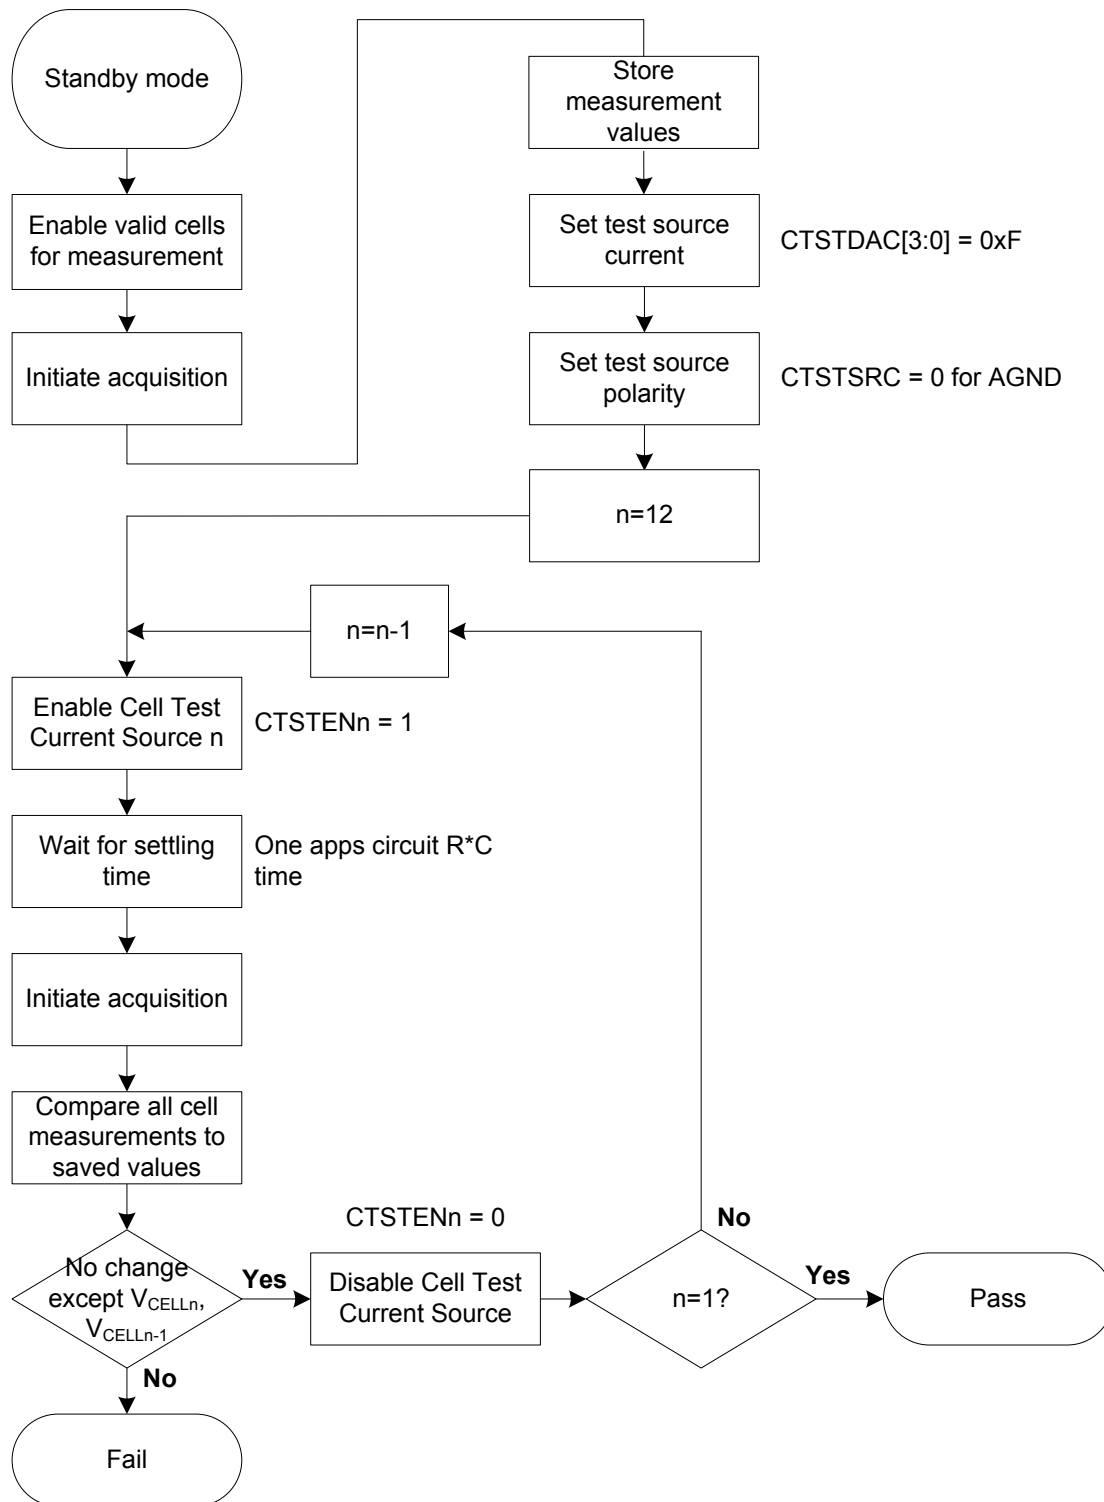 Standby mode
Enable valid cells
for measurement
Initiate acquisition
Store
measurement
values
Set test source
current
CTSTDAC[3:0] = 0xF
Set test source
polarity
CTSTSRC = 0 for AGND
n=12
n=n-1
Enable Cell Test
Current Source n
CTSTENn = 1
Wait for settling
time
One apps circuit R*C
time
Initiate acquisition
Compare all cell
measurements to
saved values
No change
except VCELLn,
VCELLn-1
Yes
No
Fail
CTSTENn = 0
Disable Cell Test
Current Source
n=1?
No
Yes
Pass